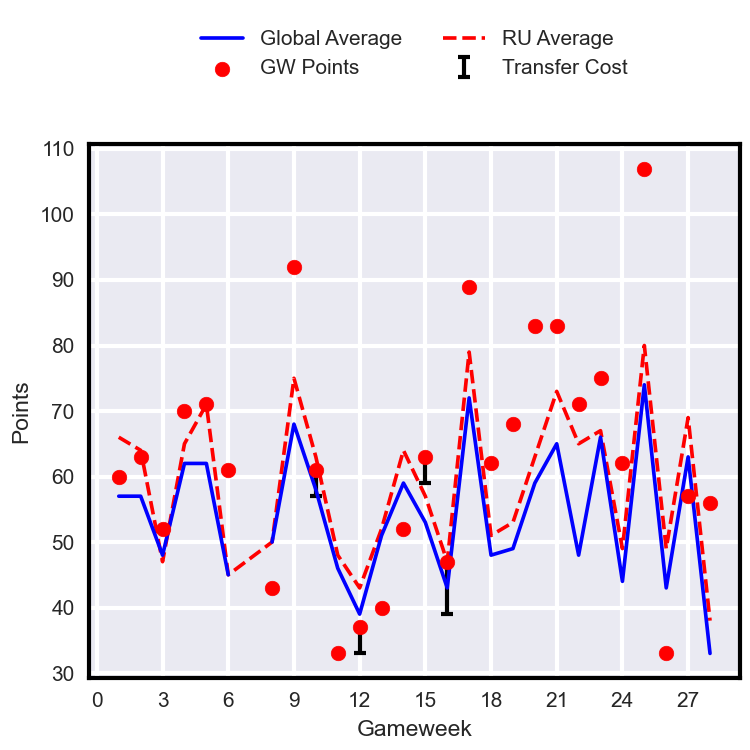 Global Average
RU Average
GW Points
Transfer Cost
110
100
90
80
70
60
50
40
30
Points
0 3 6 9 12 15 18 21 24 27
Gameweek